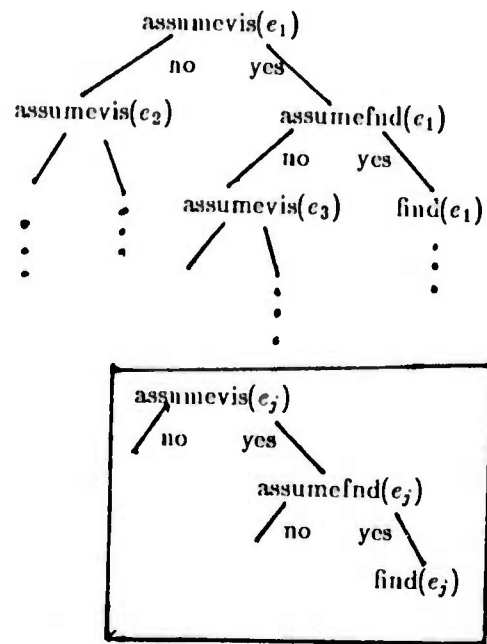 assumevis(e₁)
no yes
assumevis(e₂) assumefnd(e₁)
no yes
assumevis(e₃) find(e₁)
assumevis(eⱼ)
no yes
assumefnd(eⱼ)
no yes
find(eⱼ)